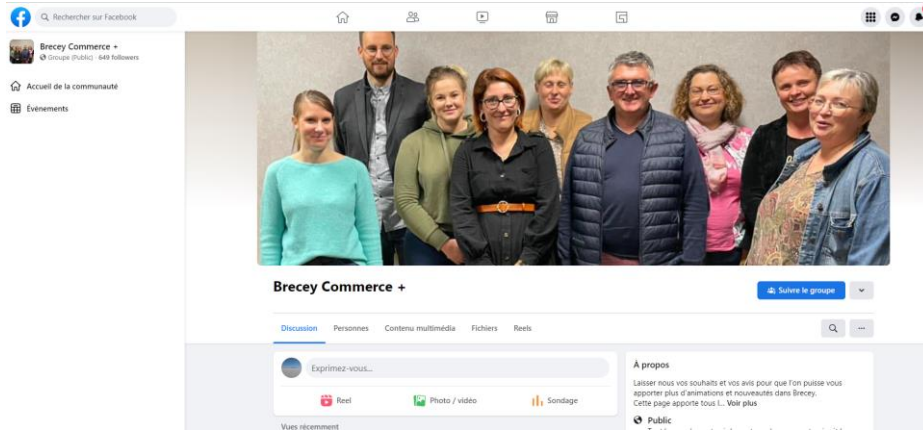 Rechercher sur Facebook
Brecey Commerce +
Groupe (Public) · 649 followers
Accueil de la communauté
Événements
Brecey Commerce +
Suivre le groupe
Discussion
Personnes
Contenu multimédia
Fichiers
Reels
Exprimez-vous...
Reel
Photo / vidéo
Sondage
Vues récemment
À propos
Laisser nous vos souhaits et vos avis pour que l'on puisse vous
apporter plus d'animations et nouveautés dans Brecey.
Cette page apporte tous l... Voir plus
Public